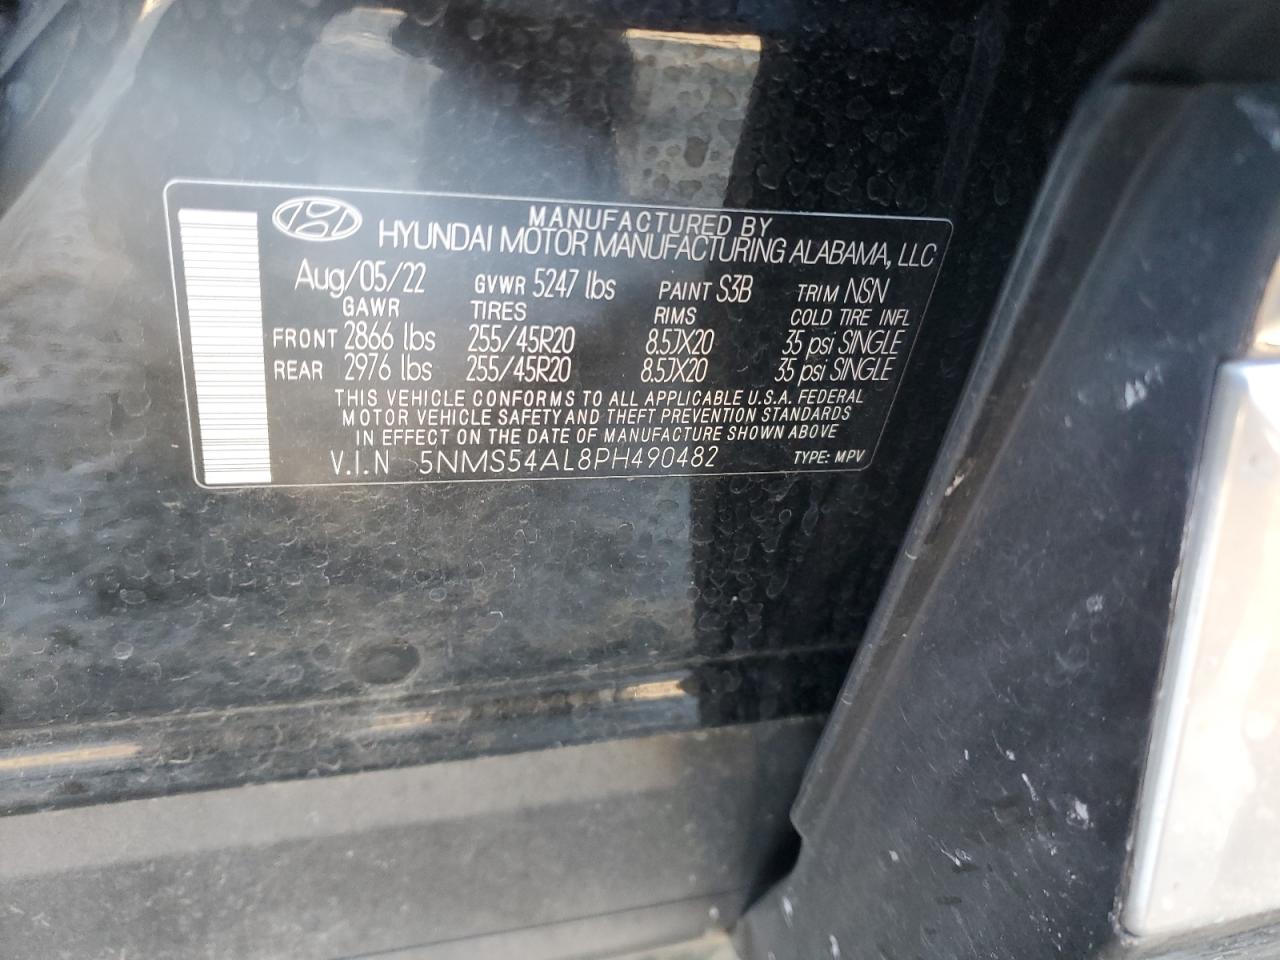 MANUFACTURED BY
HYUNDAI MOTOR MANUFACTURING ALABAMA, LLC
Aug/05/22 GVWR 5247 lbs PAINT S3B TRIM NSN
GAWR TIRES RIMS COLD TIRE INFL
FRONT 2866 lbs 255/45R20 8.5JX20 35 psi SINGLE
REAR 2976 lbs 255/45R20 8.5JX20 35 psi SINGLE
THIS VEHICLE CONFORMS TO ALL APPLICABLE U.S.A. FEDERAL
MOTOR VEHICLE SAFETY AND THEFT PREVENTION STANDARDS
IN EFFECT ON THE DATE OF MANUFACTURE SHOWN ABOVE
V.I.N 5NMS54AL8PH490482 TYPE: MPV